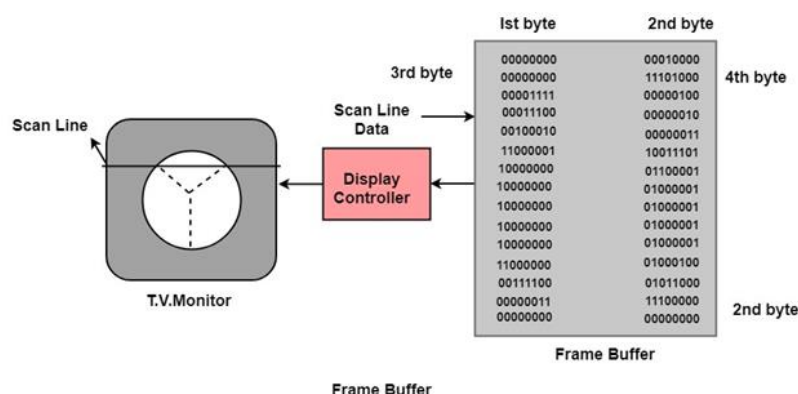 Ist byte
2nd byte
3rd byte
4th byte
Scan Line
Scan Line
Data
Display
Controller
T.V.Monitor
00000000 00010000
00000000 11101000
00001111 00000100
00011100 00000010
00100010 00000011
11000001 10011101
10000000 01100001
10000000 01000001
10000000 01000001
10000000 01000001
10000000 01000001
11000000 01000100
00111100 01011000
00000011 11100000
00000000 00000000
2nd byte
Frame Buffer
Frame Buffer